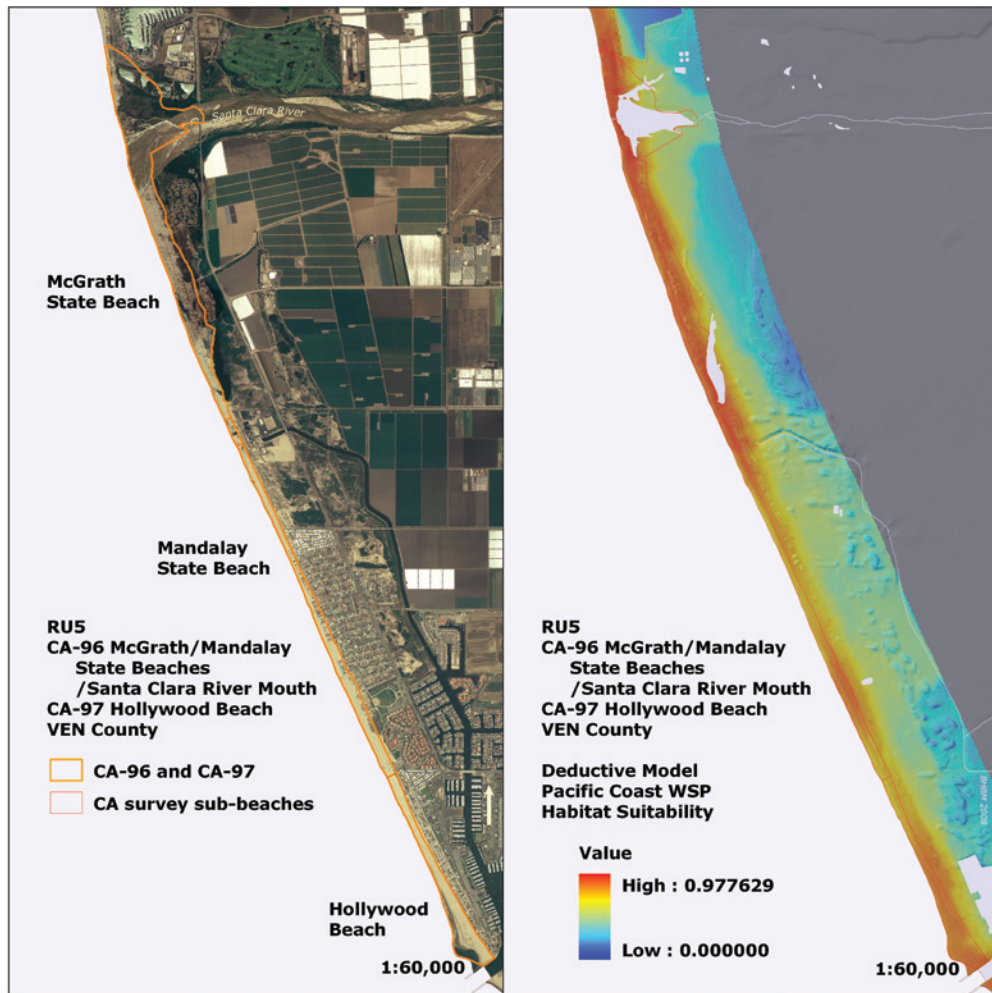 Santa Clara River
McGrath
State Beach
Mandalay
State Beach
RU5
CA-96 McGrath/Mandalay
State Beaches
/Santa Clara River Mouth
CA-97 Hollywood Beach
VEN County
CA-96 and CA-97
CA survey sub-beaches
Hollywood
Beach
1:60,000
RU5
CA-96 McGrath/Mandalay
State Beaches
/Santa Clara River Mouth
CA-97 Hollywood Beach
VEN County
Deductive Model
Pacific Coast WSP
Habitat Suitability
Value
High : 0.977629
Low : 0.000000
BHBM 2008
1:60,000